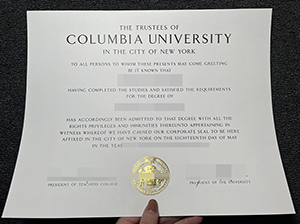 THE TRUSTEES OF
COLUMBIA UNIVERSITY
IN THE CITY OF NEW YORK
TO ALL PERSONS TO WHOM THESE PRESENTS MAY COME GREETING
BE IT KNOWN THAT
HAVING COMPLETED THE STUDIES AND SATISFIED THE REQUIREMENTS
FOR THE DEGREE OF
HAS ACCORDINGLY BEEN ADMITTED TO THAT DEGREE WITH ALL THE
RIGHTS PRIVILEGES AND IMMUNITIES THEREUNTO APPERTAINING IN
WITNESS WHEREOF WE HAVE CAUSED OUR CORPORATE SEAL TO BE HERE
AFFIXED IN THE CITY OF NEW YORK ON THE EIGHTEENTH DAY OF MAY
IN THE YEAR
PRESIDENT OF TEACHERS COLLEGE
PRESIDENT OF THE UNIVERSITY